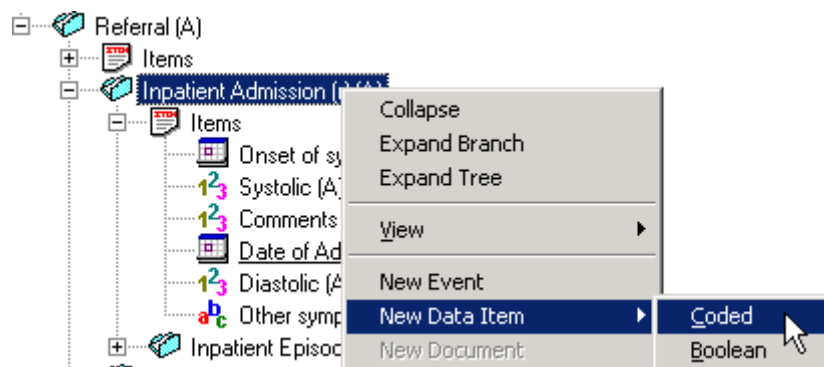 Referral (A)
Items
Inpatient Admission
Collapse
Items
Expand Branch
Onset of
Expand Tree
Systolic (A)
Comments
View
Date of Ad
Diastolic (A
New Event
Other symp
New Data Item
Coded
Inpatient Episo
New Document
Boolean